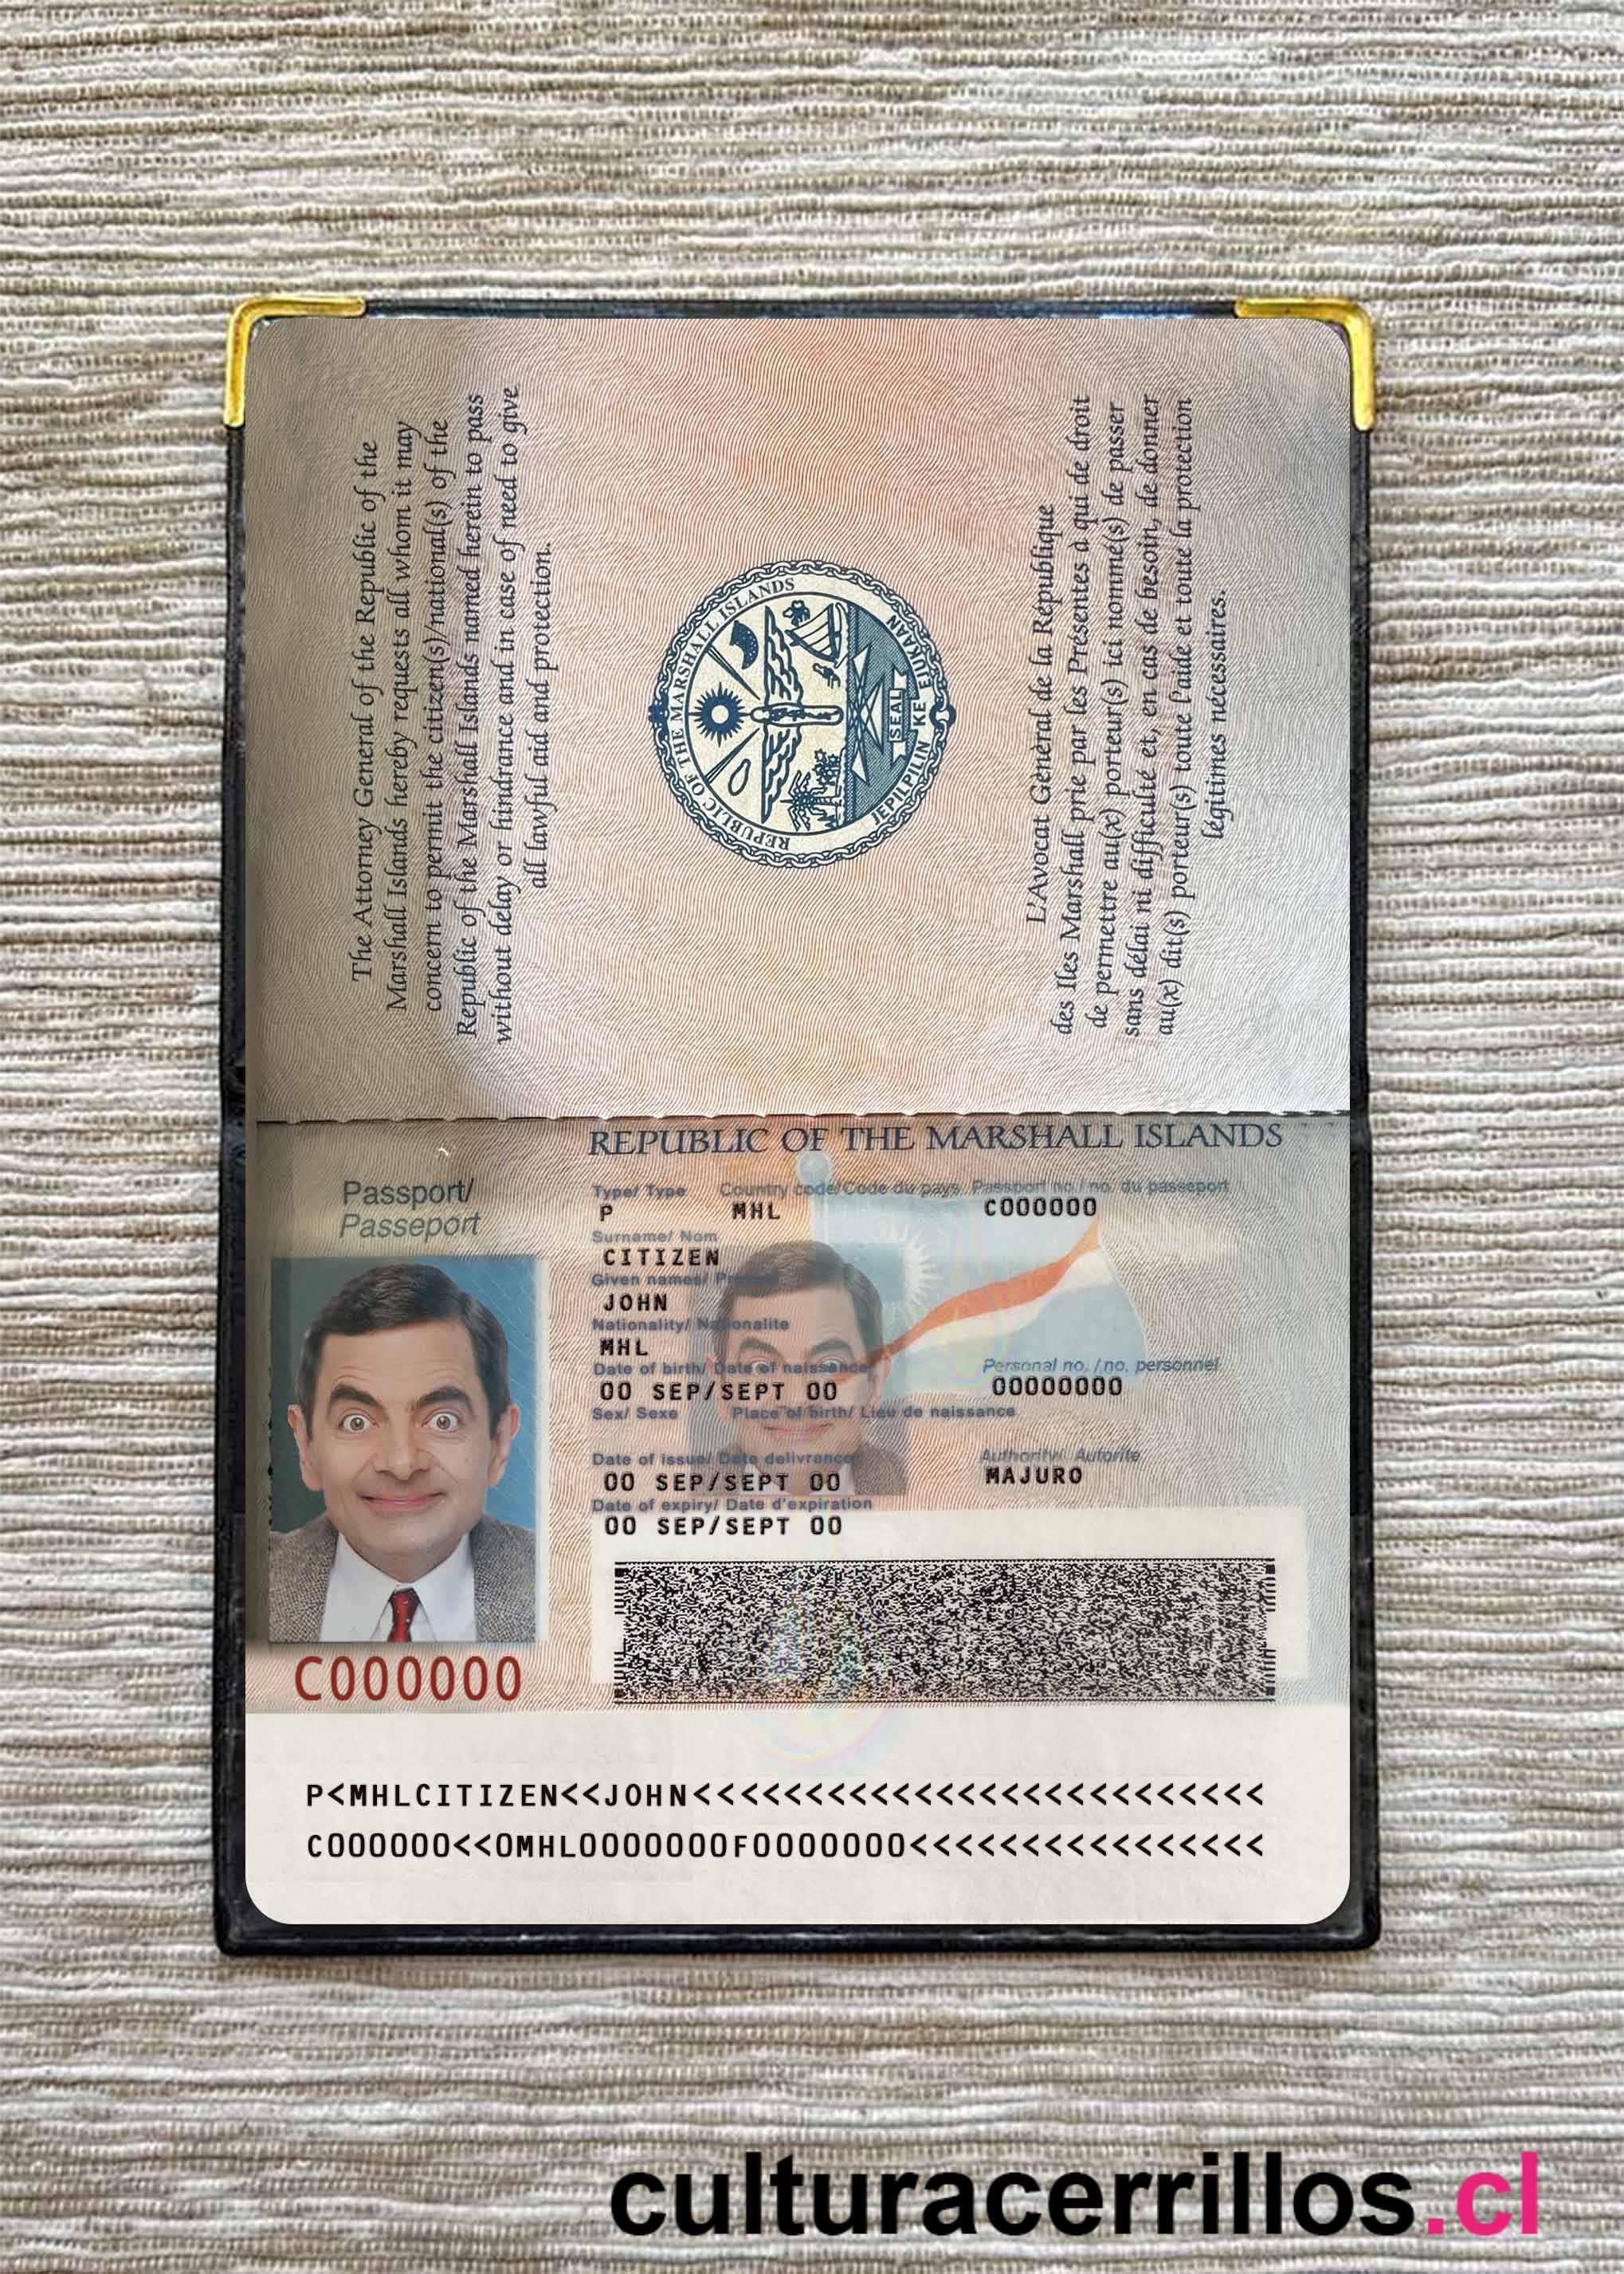 The Attorney General of the Republic of the
Marshall Islands hereby requests all whom it may
concern to permit the citizen(s)/national(s) of the
Republic of the Marshall Islands named herein to pass
without delay or hindrance and in case of need to give
all lawful aid and protection.
REPUBLIC OF THE MARSHALL ISLANDS
SEAL
JEPILPILIN KE EJUKAAN
L'Avocat Gènèral de la République
des Iles Marshall prie par les Présentes à qui de droit
de permettre au(x) porteur(s) ici nommé(s) de passer
sans délai ni difficulté et, en cas de besoin, de donner
au(x) dit(s) porteur(s) toute l'aide et toute la protection
légitimes nécessaires.
REPUBLIC OF THE MARSHALL ISLANDS
Passport/
Passeport
Type/ Type Country code/Code du pays Passport no./ no. du passeport
P MHL C000000
Surname/ Nom
CITIZEN
Given names/
JOHN
Nationality/ Nationalite
MHL
Date of birth/ Date of naissance Personal no. / no. personnel
00 SEP/SEPT 00 00000000
Sex/ Sexe Place of birth/ Lieu de naissance
Date of issue/ Date delivrance Authority/ Autorite
00 SEP/SEPT 00 MAJURO
Date of expiry/ Date d'expiration
00 SEP/SEPT 00
C000000
P<MHLCITIZEN<<JOHN<<<<<<<<<<<<<<<<<<<<<<<<<<
C000000<<0MHL0000000F0000000<<<<<<<<<<<<<<<<
culturacerrillos.cl